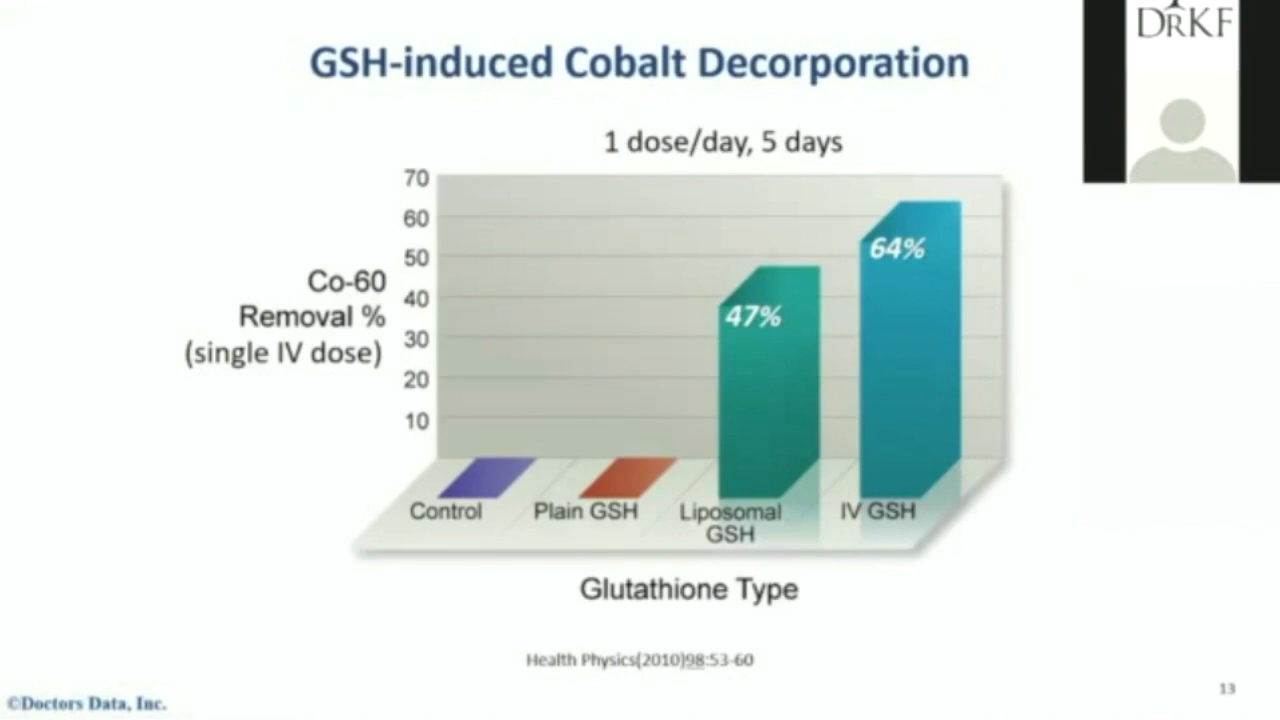 DRKF
GSH-induced Cobalt Decorporation
1 dose/day, 5 days
70
60
50
40
30
20
10
Co-60
Removal %
(single IV dose)
47%
64%
Control
Plain GSH
Liposomal
GSH
IV GSH
Glutathione Type
Health Physics(2010)98:53-60
13
©Doctors Data, Inc.